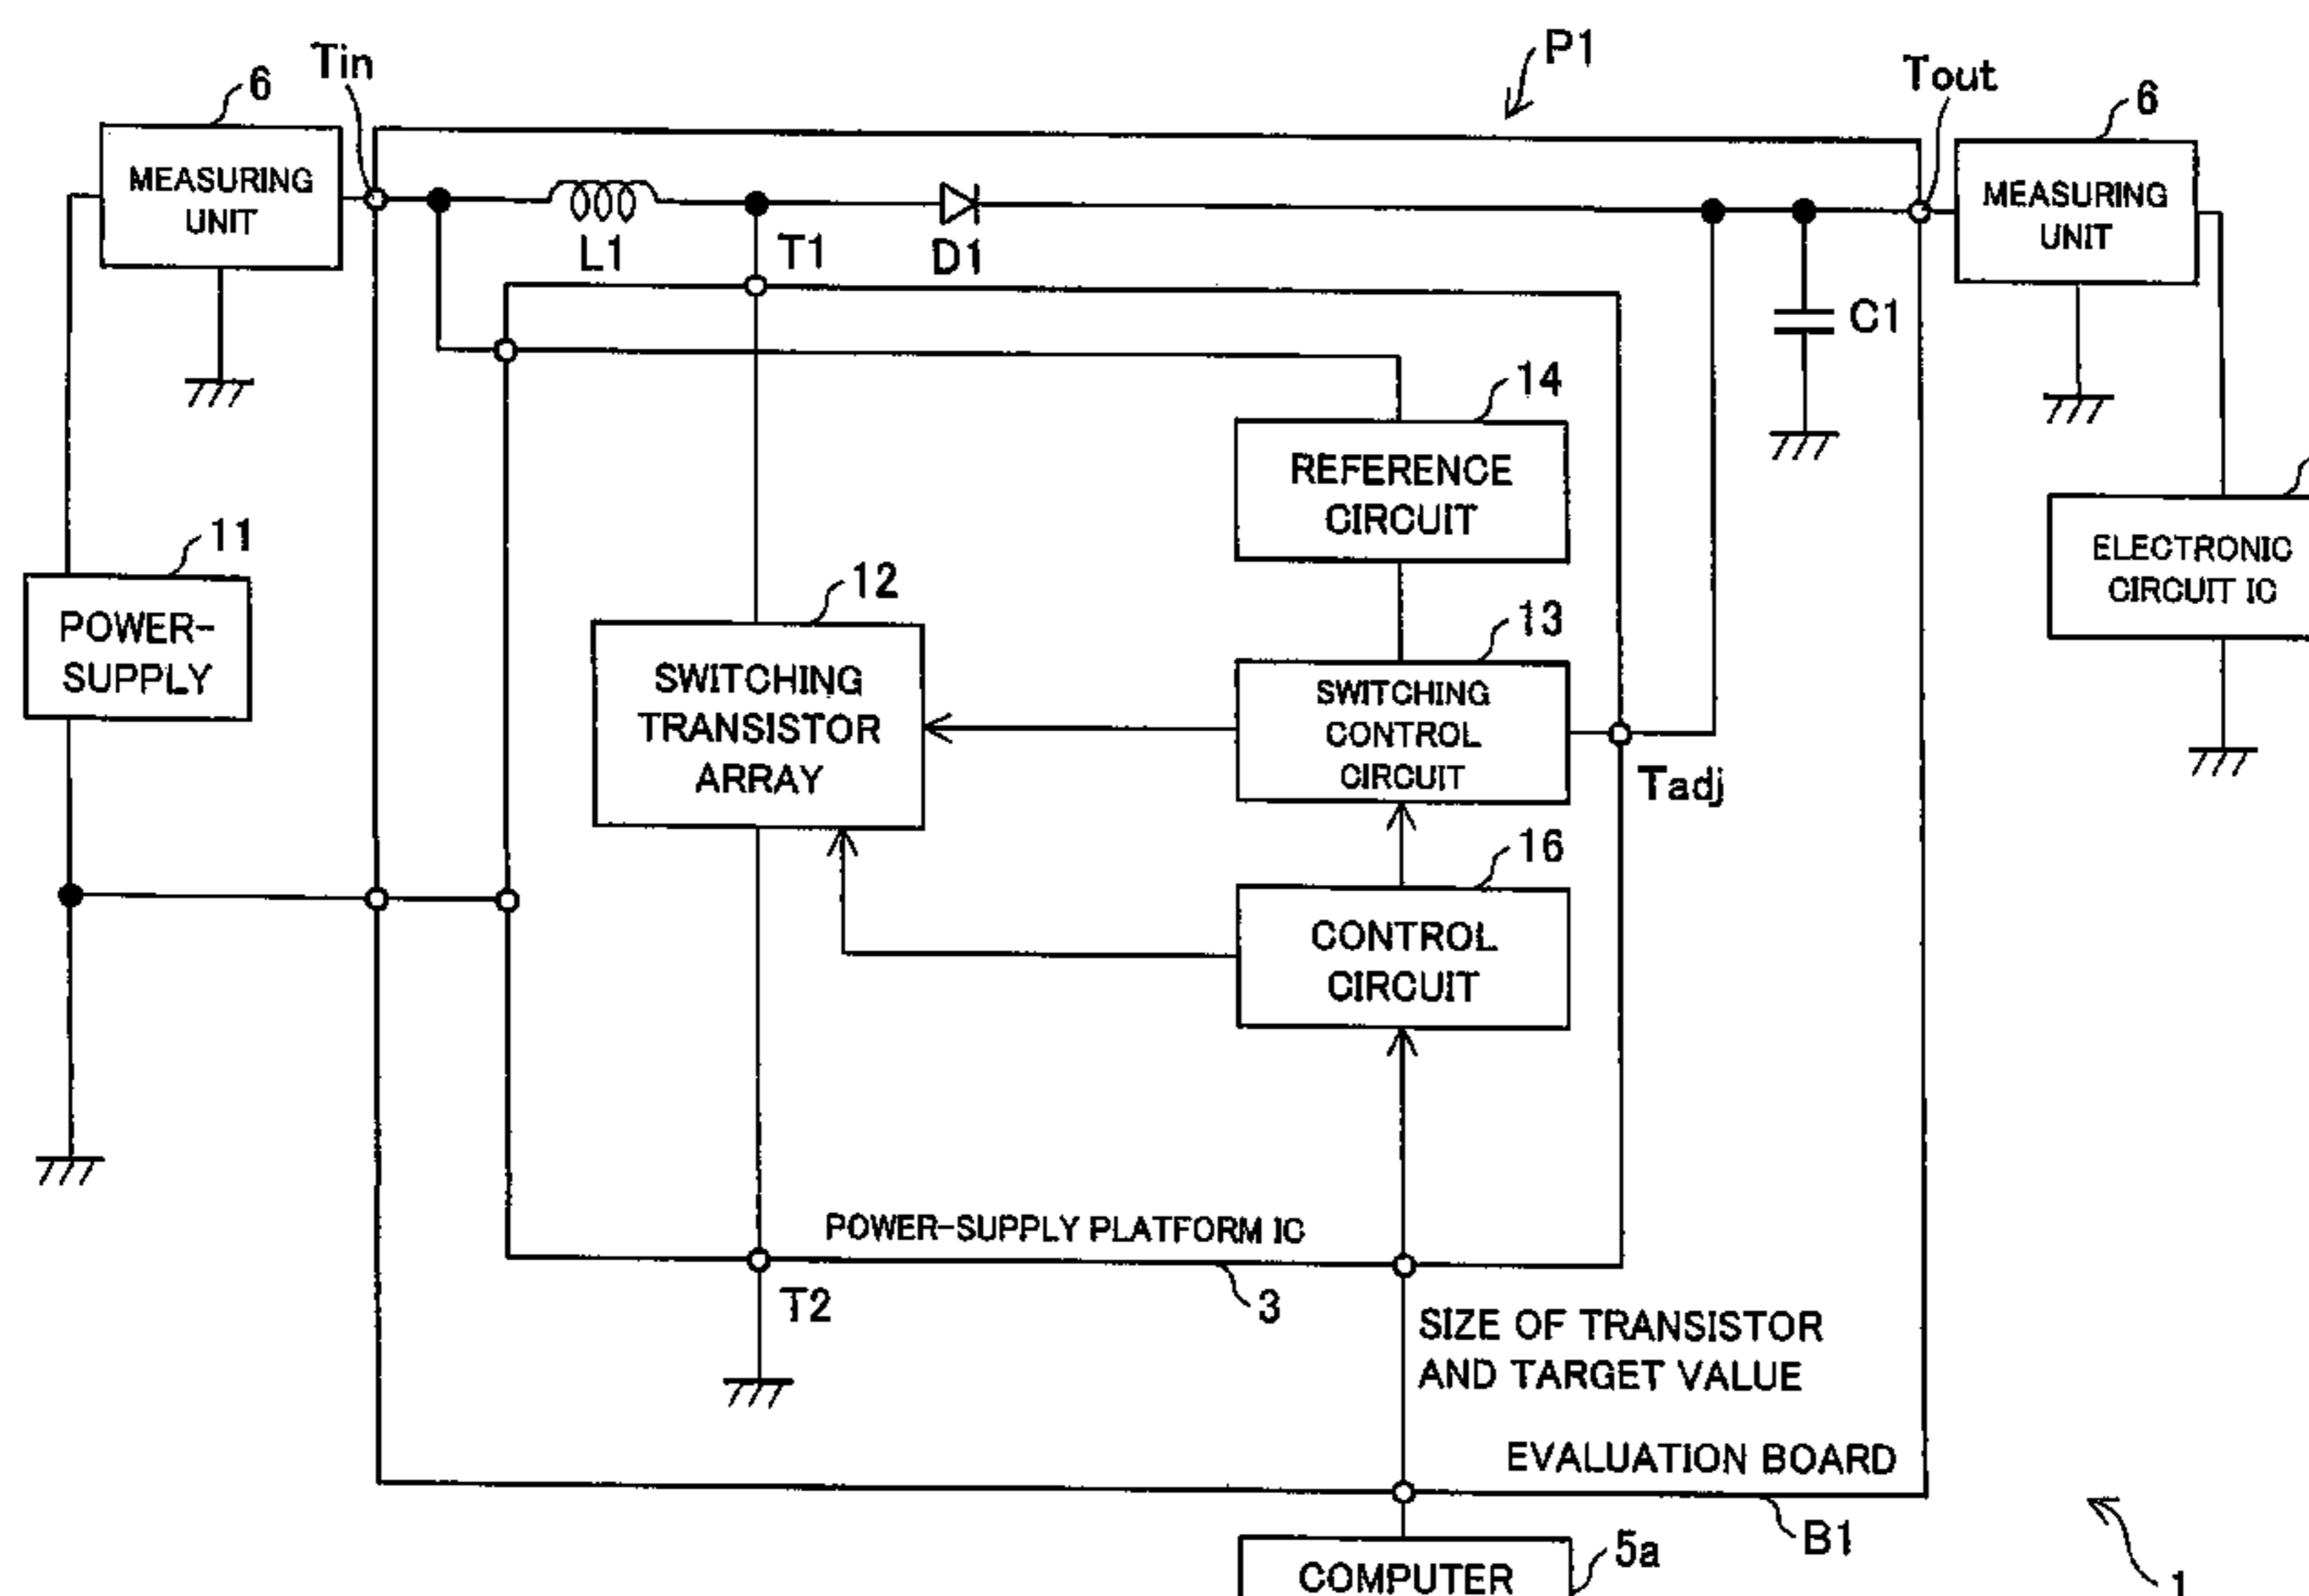 P1
Tin
Tout
6
6
MEASURING
UNIT
MEASURING
UNIT
L1
T1
D1
C1
14
REFERENCE
CIRCUIT
11
POWER-
SUPPLY
12
SWITCHING
TRANSISTOR
ARRAY
13
SWITCHING
CONTROL
CIRCUIT
ELECTRONIC
CIRCUIT IC
Tadj
16
CONTROL
CIRCUIT
POWER-SUPPLY PLATFORM IC
T2
3
SIZE OF TRANSISTOR
AND TARGET VALUE
EVALUATION BOARD
B1
COMPUTER
5a
1